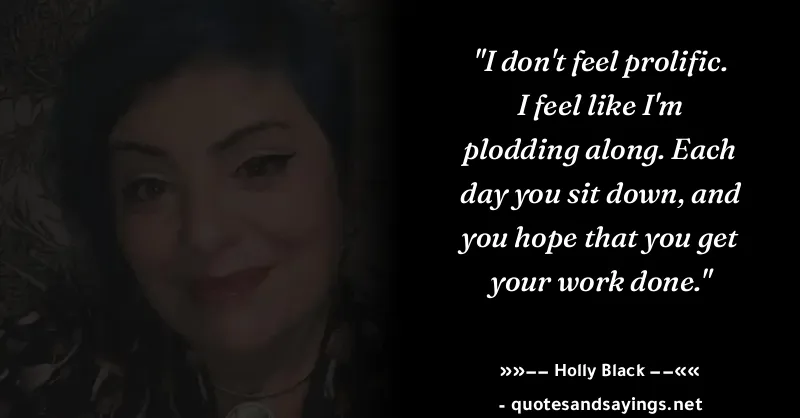 "I don't feel prolific.
I feel like I'm
plodding along. Each
day you sit down, and
you hope that you get
your work done."
»»−− Holly Black −−««
- quotesandsayings.net